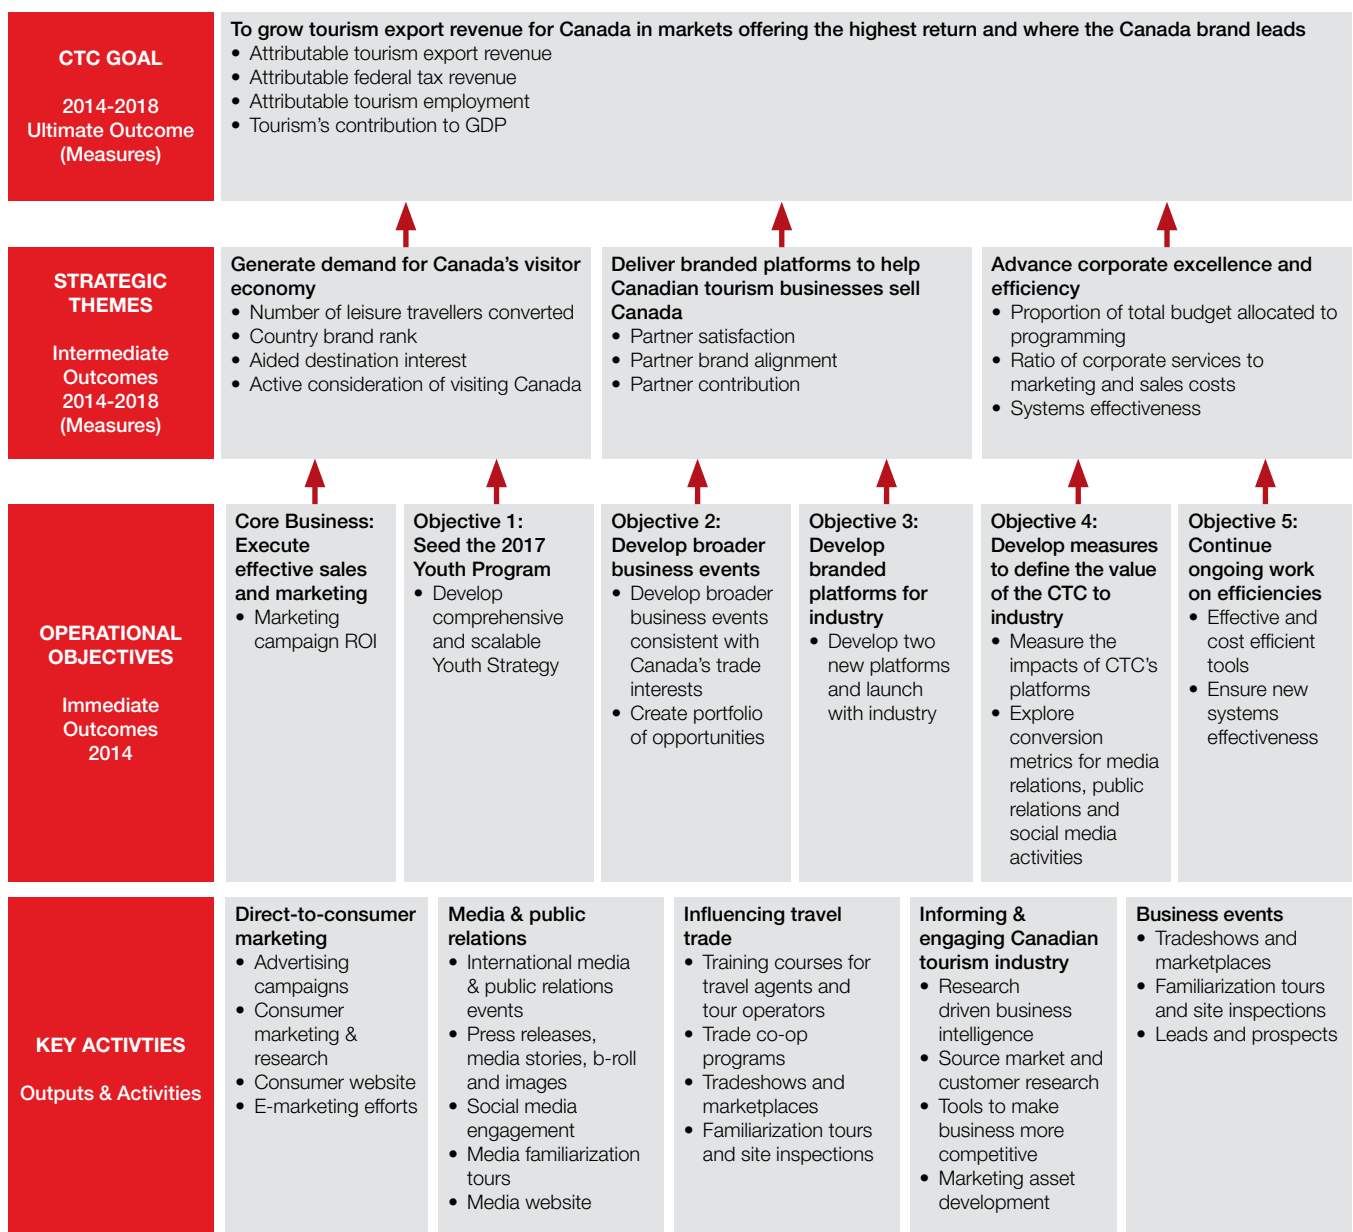 CTC GOAL
2014-2018
Ultimate Outcome
(Measures)
To grow tourism export revenue for Canada in markets offering the highest return and where the Canada brand leads
• Attributable tourism export revenue
• Attributable federal tax revenue
• Attributable tourism employment
• Tourism's contribution to GDP
STRATEGIC
THEMES
Intermediate
Outcomes
2014-2018
(Measures)
Generate demand for Canada's visitor
economy
• Number of leisure travellers converted
• Country brand rank
• Aided destination interest
• Active consideration of visiting Canada
Deliver branded platforms to help
Canadian tourism businesses sell
Canada
• Partner satisfaction
• Partner brand alignment
• Partner contribution
Advance corporate excellence and
efficiency
• Proportion of total budget allocated to
programming
• Ratio of corporate services to
marketing and sales costs
• Systems effectiveness
OPERATIONAL
OBJECTIVES
Immediate
Outcomes
2014
Core Business:
Execute
effective sales
and marketing
• Marketing
campaign ROI
Objective 1:
Seed the 2017
Youth Program
• Develop
comprehensive
and scalable
Youth Strategy
Objective 2:
Develop broader
business events
• Develop broader
business events
consistent with
Canada's trade
interests
• Create portfolio
of opportunities
Objective 3:
Develop
branded
platforms for
industry
• Develop two
new platforms
and launch
with industry
Objective 4:
Develop measures
to define the value
of the CTC to
industry
• Measure the
impacts of CTC's
platforms
• Explore
conversion
metrics for media
relations, public
relations and
social media
activities
Objective 5:
Continue
ongoing work
on efficiencies
• Effective and
cost efficient
tools
• Ensure new
systems
effectiveness
KEY ACTIVTIES
Outputs & Activities
Direct-to-consumer
marketing
• Advertising
campaigns
• Consumer
marketing &
research
• Consumer website
• E-marketing efforts
Media & public
relations
• International media
& public relations
events
• Press releases,
media stories, b-roll
and images
• Social media
engagement
• Media familiarization
tours
• Media website
Influencing travel
trade
• Training courses for
travel agents and
tour operators
• Trade co-op
programs
• Tradeshows and
marketplaces
• Familiarization tours
and site inspections
Informing &
engaging Canadian
tourism industry
• Research
driven business
intelligence
• Source market and
customer research
• Tools to make
business more
competitive
• Marketing asset
development
Business events
• Tradeshows and
marketplaces
• Familiarization tours
and site inspections
• Leads and prospects